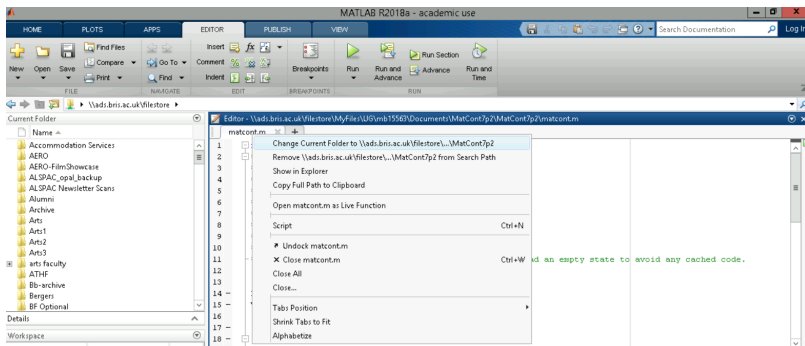 MATLAB R2018a - academic use
HOME PLOTS APPS EDITOR PUBLISH VIEW Search Documentation Log In
New Open Save Find Files Compare Print
Go To Find
Insert fx Comment Indent
Breakpoints
Run Run and Advance Run Section Advance Run and Time
FILE NAVIGATE EDIT BREAKPOINTS RUN
\\ads.bris.ac.uk\filestore
Current Folder
Name
Accommodation Services
AERO
AERO-FilmShowcase
ALSPAC_opal_backup
ALSPAC Newsletter Scans
Alumni
Archive
Arts
Arts1
Arts2
Arts3
arts faculty
ATHF
Bb-archive
Bergers
BF Optional
Details
Workspace
Editor - \\ads.bris.ac.uk\filestore\MyFiles\UG\mb15563\Documents\MatCont7p2\MatCont7p2\matcont.m
matcont.m
1
2
3
4
5
6
7
8
9
10
11
12
13
14
15
16
17
18
Change Current Folder to \\ads.bris.ac.uk\filestore\...\MatCont7p2
Remove \\ads.bris.ac.uk\filestore\...\MatCont7p2 from Search Path
Show in Explorer
Copy Full Path to Clipboard
Open matcont.m as Live Function
Script Ctrl+N
Undock matcont.m
Close matcont.m Ctrl+W
Close All
Close...
Tabs Position
Shrink Tabs to Fit
Alphabetize
ad an empty state to avoid any cached code.